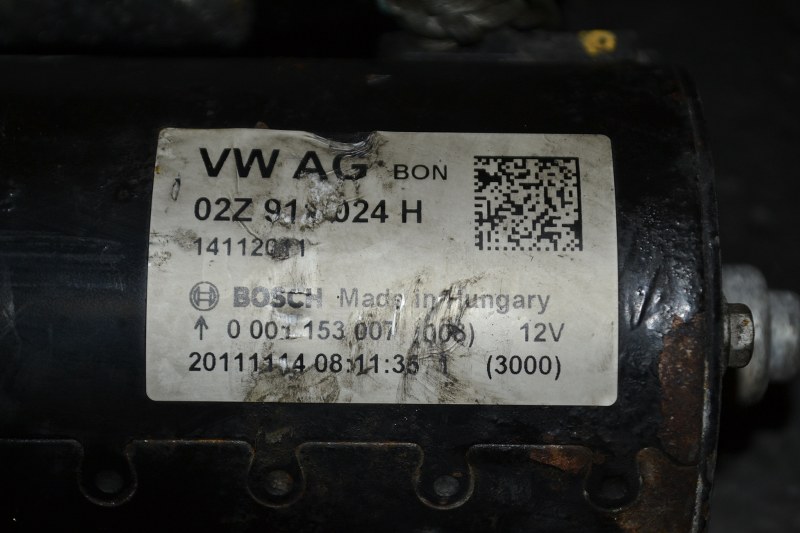 VW AG BON
02Z 024 H
14112011
BOSCH Made in Hungary
0 001 153 007 (008)
12V
20111114 08:11:35 1 (3000)